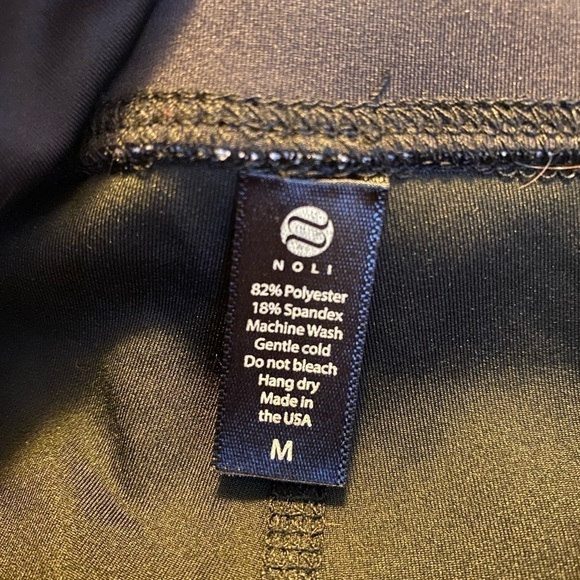 NOLI
82% Polyester
18% Spandex
Machine Wash
Gentle cold
Do not bleach
Hang dry
Made in
the USA
M